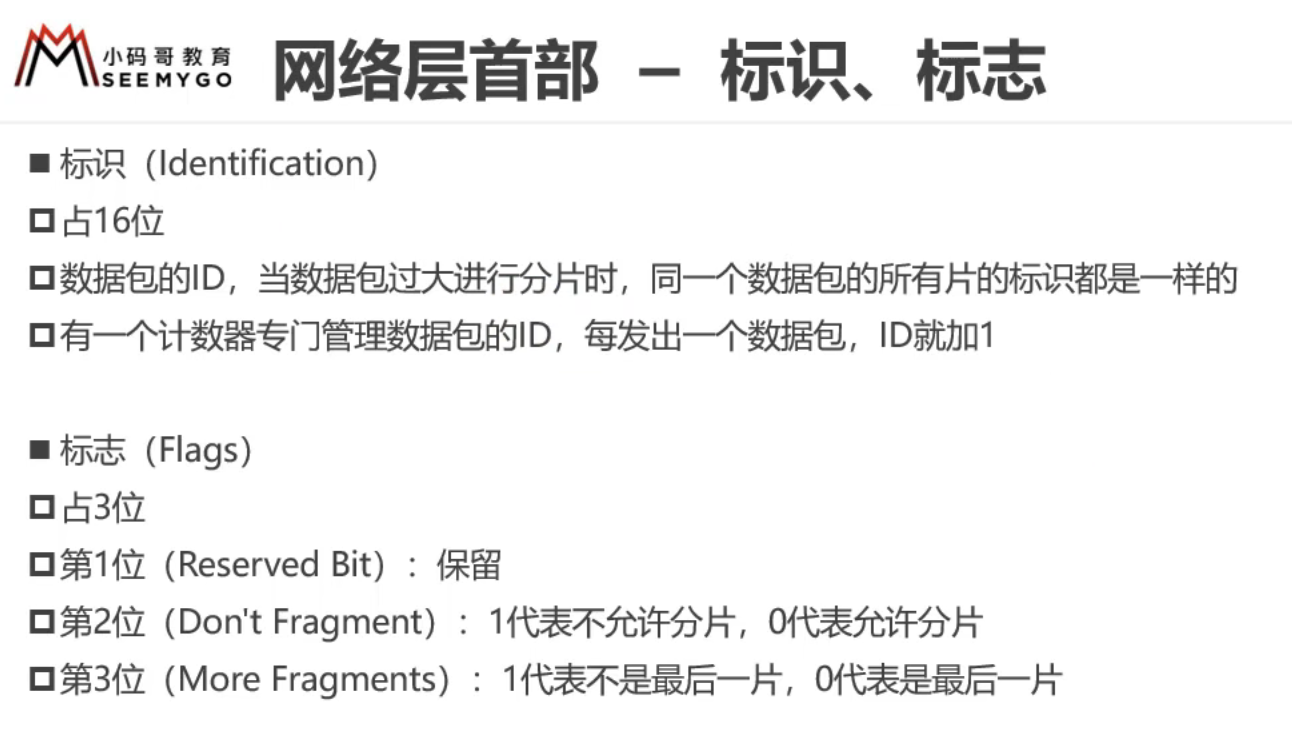 小码哥教育
SEEMYGO
网络层首部 – 标识、标志
■ 标识（Identification）
占16位
数据包的ID，当数据包过大进行分片时，同一个数据包的所有片的标识都是一样的
有一个计数器专门管理数据包的ID，每发出一个数据包，ID就加1
■ 标志（Flags）
占3位
第1位（Reserved Bit）：保留
第2位（Don't Fragment）：1代表不允许分片，0代表允许分片
第3位（More Fragments）：1代表不是最后一片，0代表是最后一片